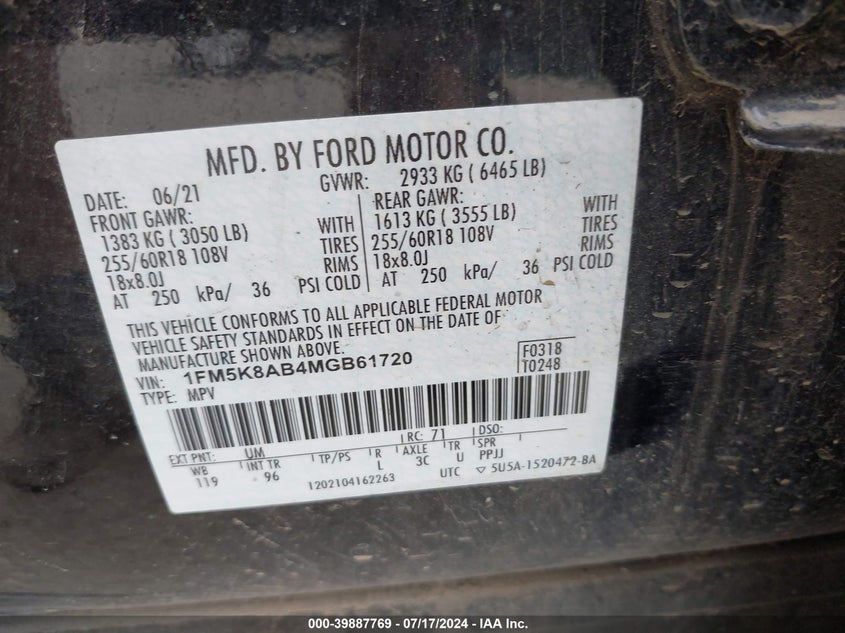 MFD. BY FORD MOTOR CO.
DATE: 06/21 GVWR: 2933 KG ( 6465 LB)
FRONT GAWR: REAR GAWR:
1383 KG ( 3050 LB) WITH 1613 KG ( 3555 LB) WITH
255/60R18 108V TIRES 255/60R18 108V TIRES
18x8.0J RIMS 18x8.0J RIMS
AT 250 kPa/ 36 PSI COLD AT 250 kPa/ 36 PSI COLD
THIS VEHICLE CONFORMS TO ALL APPLICABLE FEDERAL MOTOR
VEHICLE SAFETY STANDARDS IN EFFECT ON THE DATE OF
MANUFACTURE SHOWN ABOVE.
VIN: 1FM5K8AB4MGB61720 F0318
TYPE: MPV T0248
EXT PNT: UM RC: 71 DSO:
WB INT TR TP/PS R AXLE TR SPR
119 96 L 3C U PPJJ
1202104162263 UTC ▽ 5U5A-1520472-BA
000-39887769 / 07/17/2024 - IAA Inc.